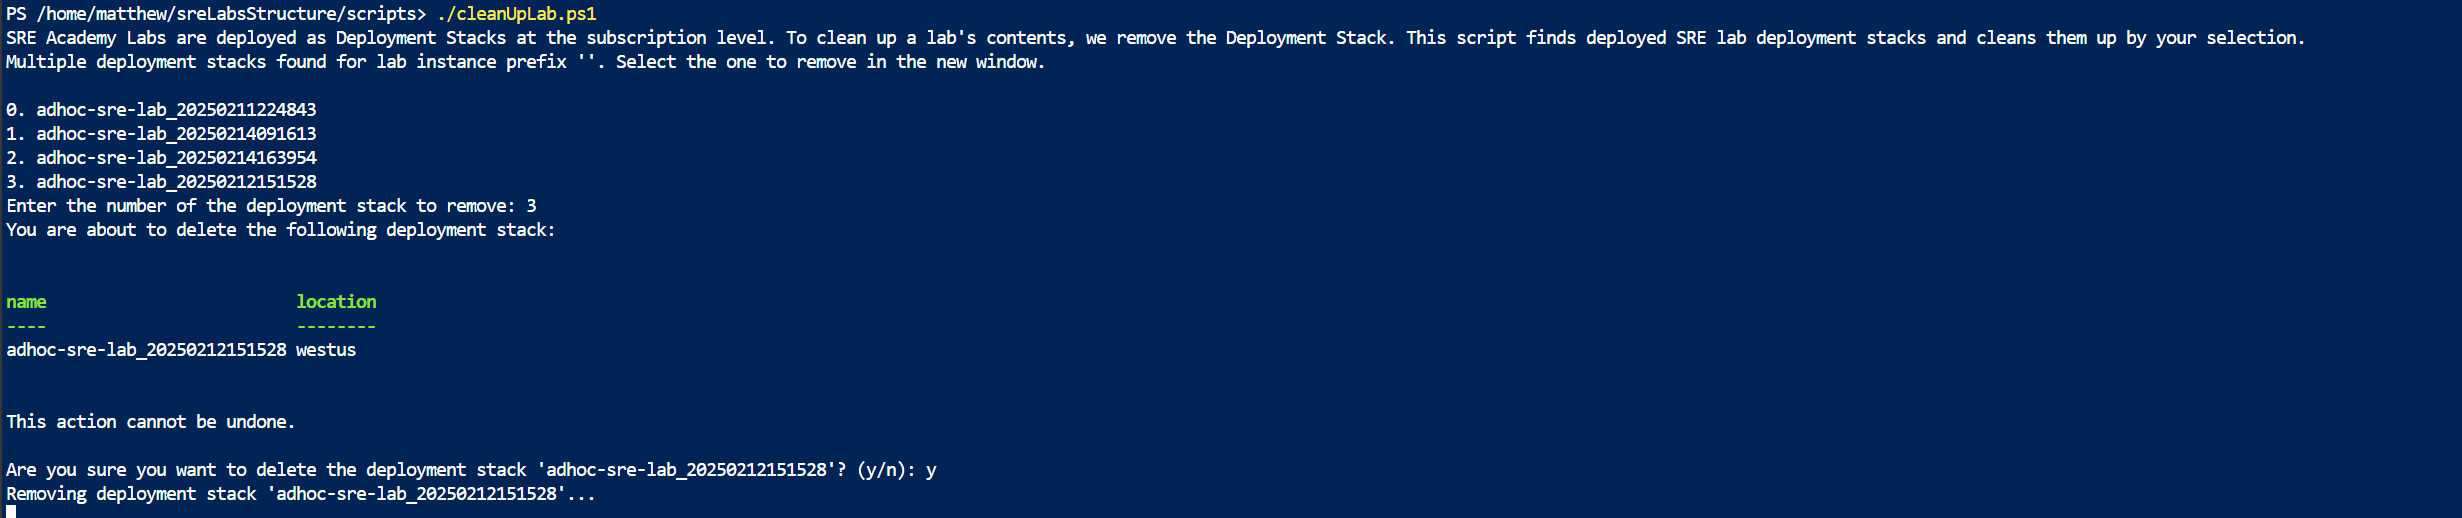 PS /home/matthew/sreLabsStructure/scripts> ./cleanUpLab.ps1
SRE Academy Labs are deployed as Deployment Stacks at the subscription level. To clean up a lab's contents, we remove the Deployment Stack. This script finds deployed SRE lab deployment stacks and cleans them up by your selection.
Multiple deployment stacks found for lab instance prefix ''. Select the one to remove in the new window.
0. adhoc-sre-lab_20250211224843
1. adhoc-sre-lab_20250214091613
2. adhoc-sre-lab_20250214163954
3. adhoc-sre-lab_20250212151528
Enter the number of the deployment stack to remove: 3
You are about to delete the following deployment stack:
name location
---- --------
adhoc-sre-lab_20250212151528 westus
This action cannot be undone.
Are you sure you want to delete the deployment stack 'adhoc-sre-lab_20250212151528'? (y/n): y
Removing deployment stack 'adhoc-sre-lab_20250212151528'...